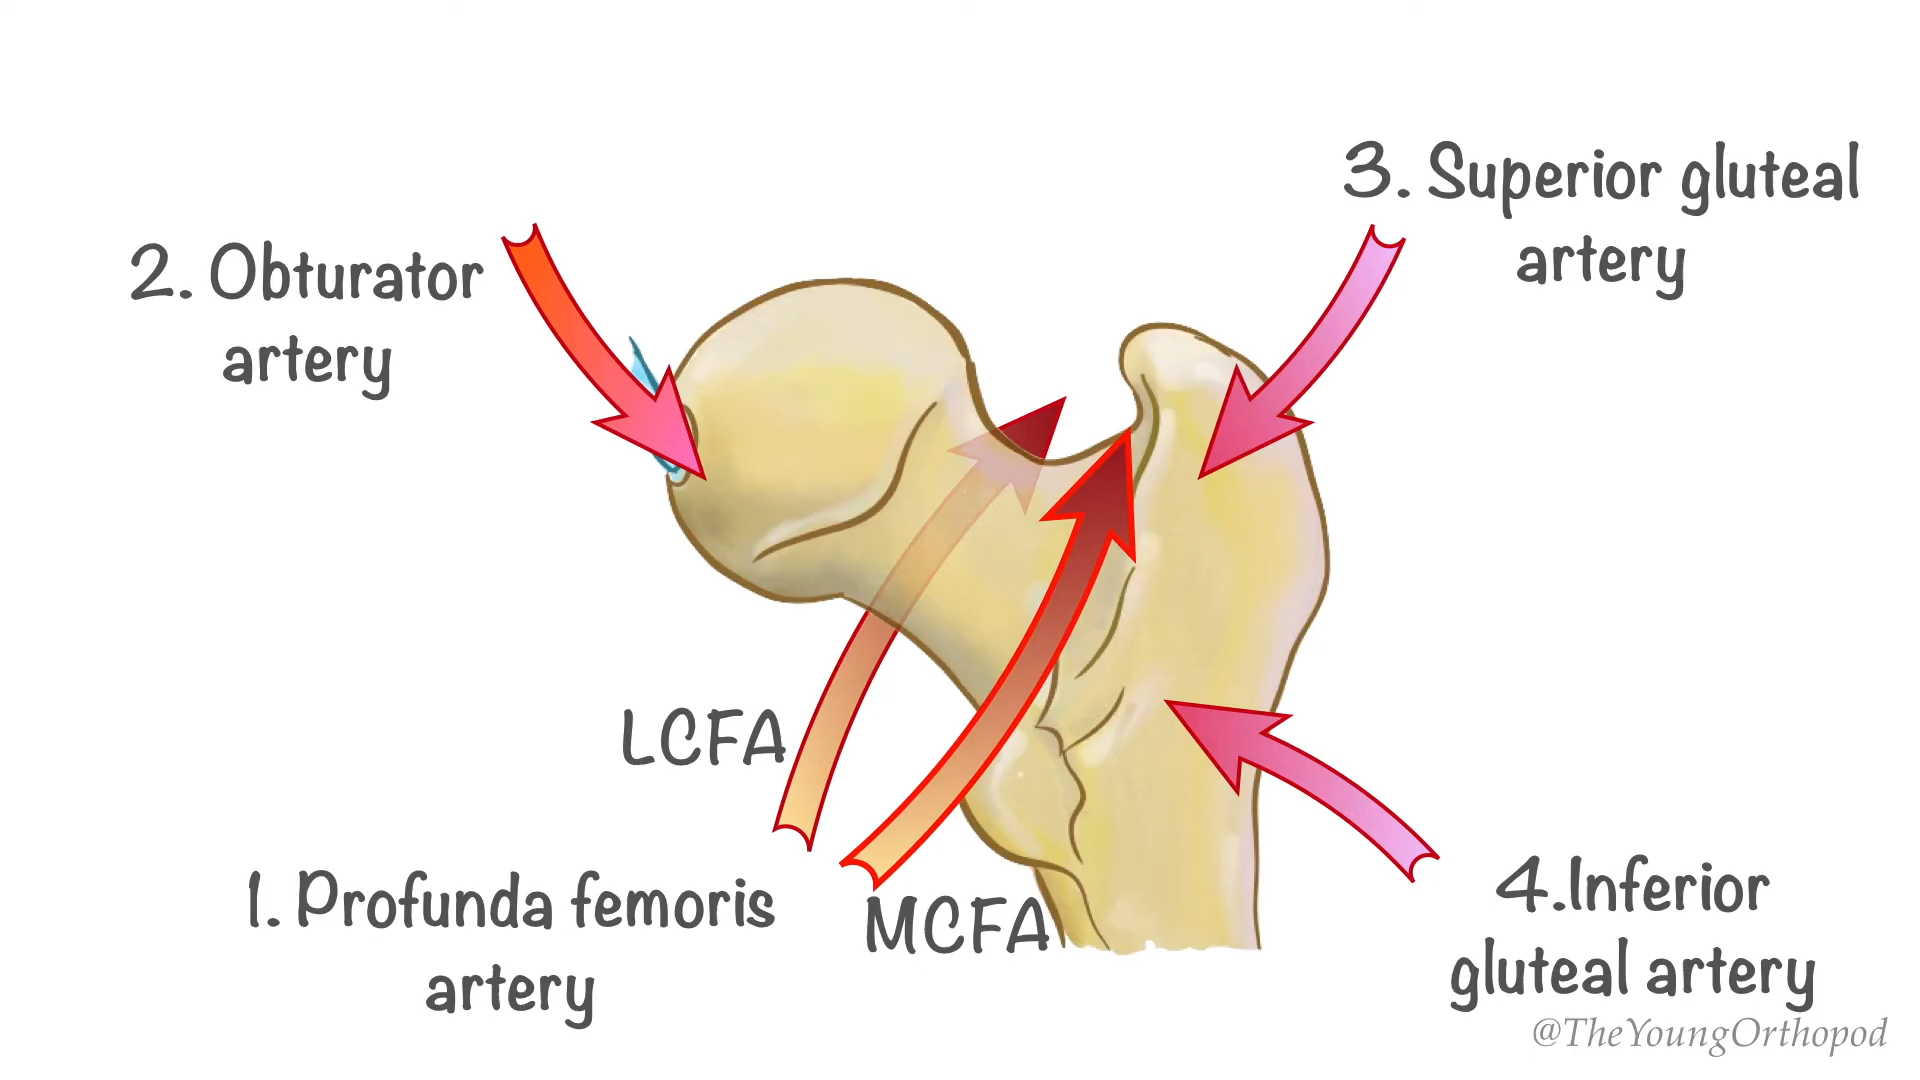 3. Superior gluteal
artery
2. Obturator
artery
LCFA
1. Profunda femoris
artery
MCFA
4.Inferior
gluteal artery
@TheYoungOrthopod